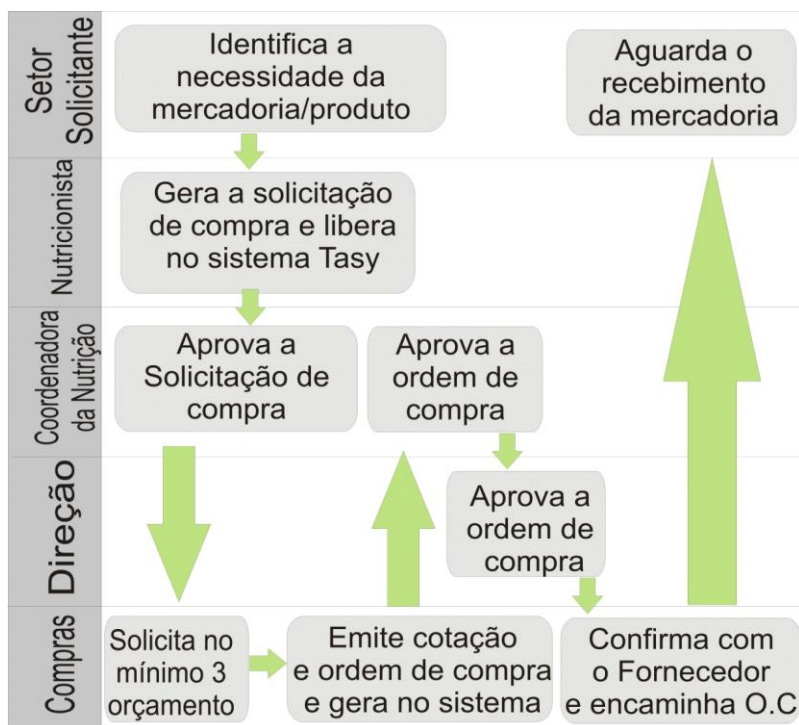 Setor
Solicitante
Identifica a
necessidade da
mercadoria/produto
Aguarda o
recebimento
da mercadoria
Nutricionista
Gera a solicitação
de compra e libera
no sistema Tasy
Coordenadora
da Nutrição
Aprova a
Solicitação de
compra
Aprova a
ordem de
compra
Direção
Aprova a
ordem de
compra
Compras
Solicita no
mínimo 3
orçamento
Emite cotação
e ordem de compra
e gera no sistema
Confirma com
o Fornecedor
e encaminha O.C